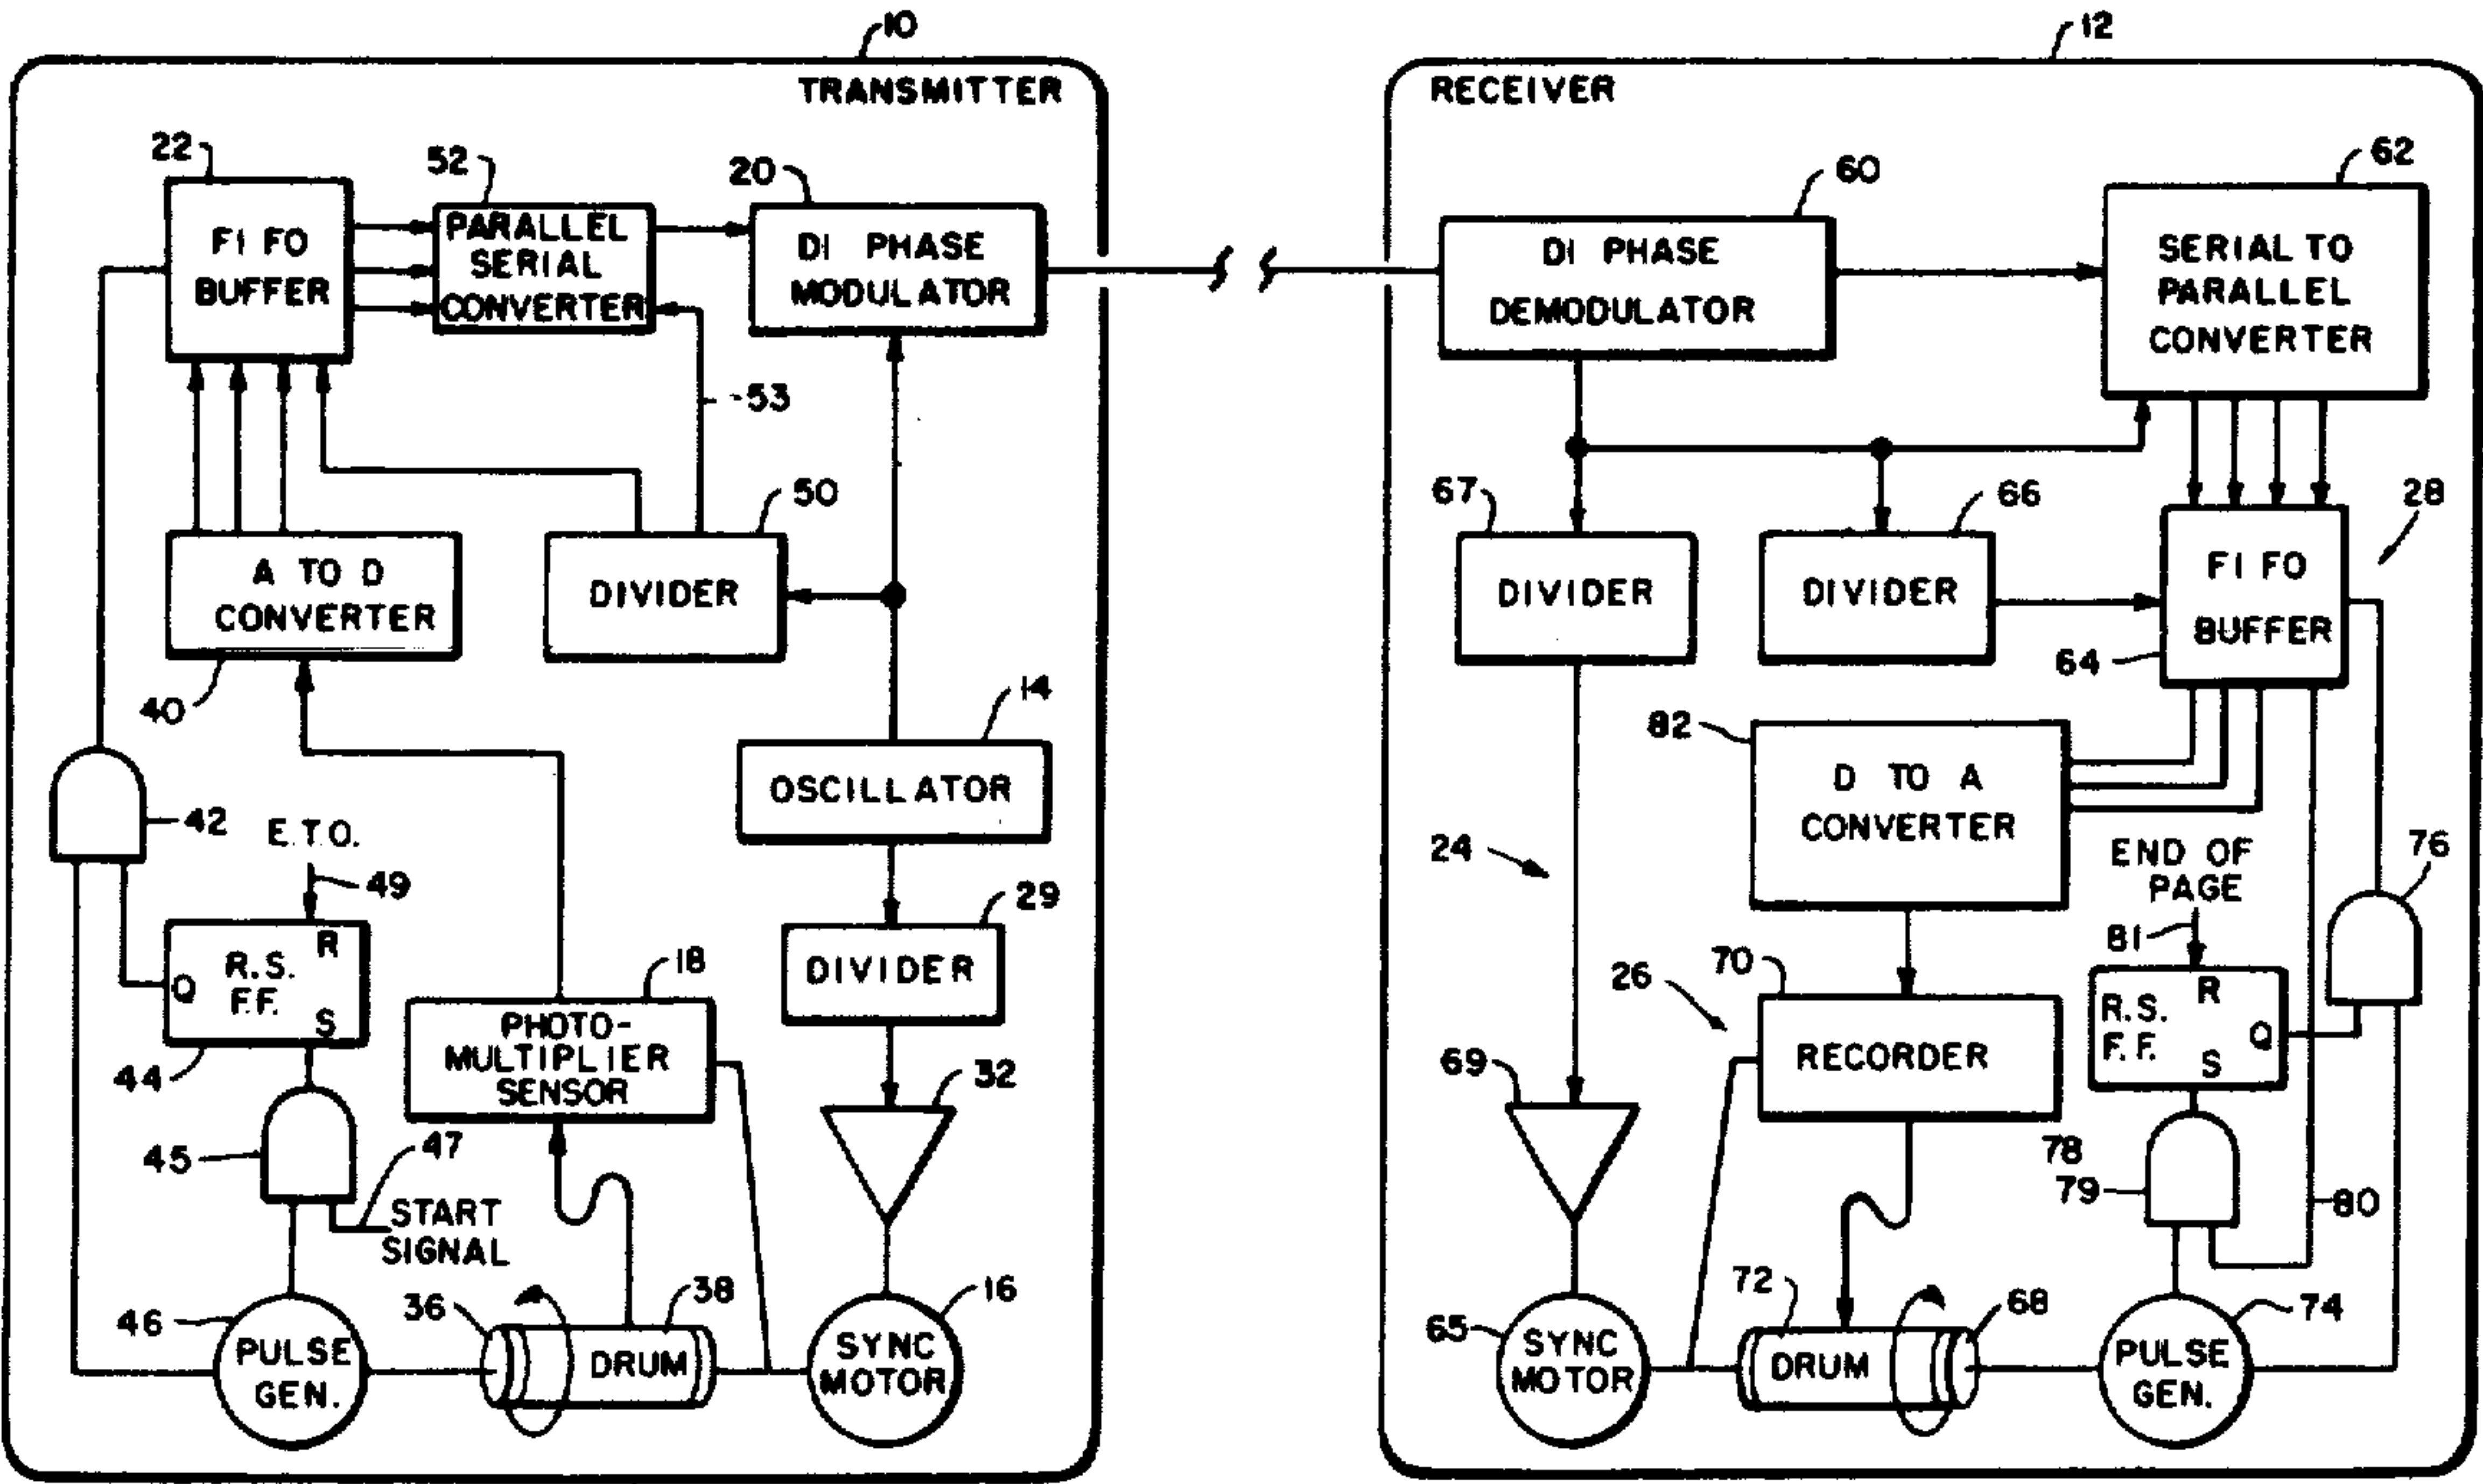 10
TRANSMITTER
22
52
20
FIFO
BUFFER
PARALLEL
SERIAL
CONVERTER
DI PHASE
MODULATOR
53
50
A TO D
CONVERTER
DIVIDER
40
14
OSCILLATOR
42
E.T.O.
49
29
R
R.S.
F.F.
Q
S
18
DIVIDER
44
PHOTO-
MULTIPLIER
SENSOR
32
45
47
START
SIGNAL
46
36
38
16
PULSE
GEN.
DRUM
SYNC
MOTOR
12
RECEIVER
60
62
DI PHASE
DEMODULATOR
SERIAL TO
PARALLEL
CONVERTER
67
66
28
DIVIDER
DIVIDER
FIFO
BUFFER
64
82
D TO A
CONVERTER
24
END OF
PAGE
76
81
26
70
R
R.S.
F.F.
Q
S
RECORDER
69
78
79
80
72
68
74
65
SYNC
MOTOR
DRUM
PULSE
GEN.